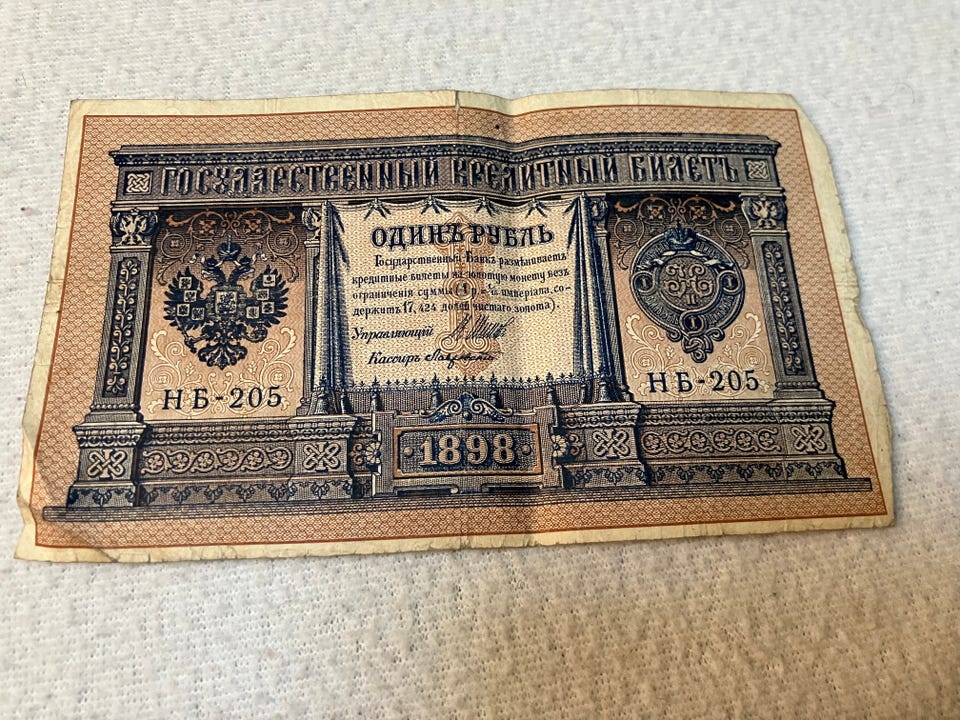 ГОСУДАРСТВЕННЫЙ КРЕДИТНЫЙ БИЛЕТЪ
ОДИНЪ РУБЛЬ
Государственный Банкъ размѣниваетъ
кредитные билеты на золотую монету безъ
ограниченія суммы (1 р. = 1/15 имперіала, со-
держитъ 17,424 долей чистаго золота).
Управляющій
Кассиръ
НБ-205
НБ-205
1898